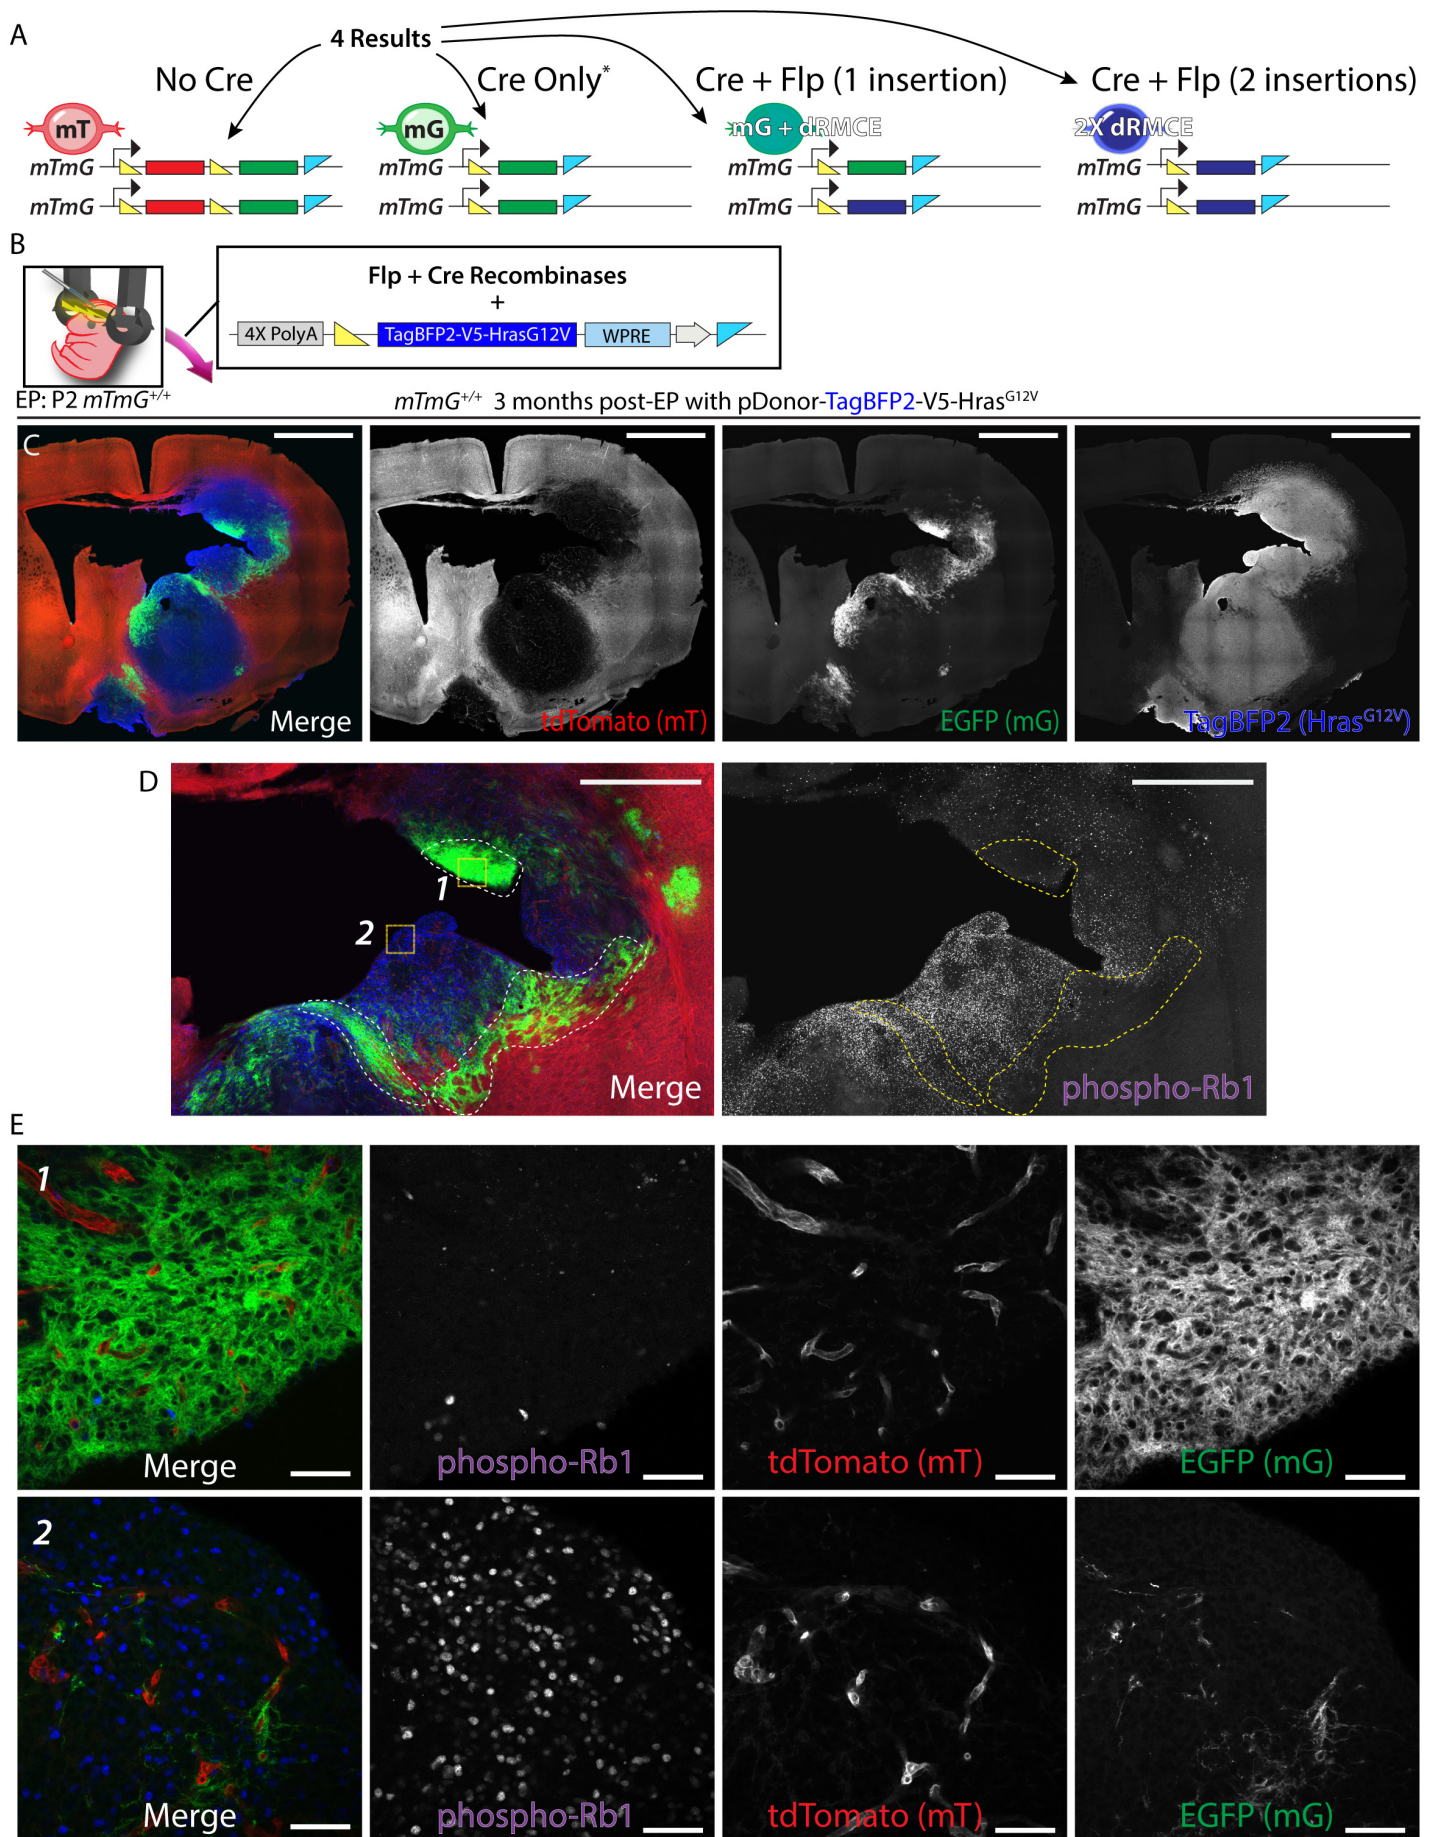 A
4 Results
No Cre
Cre Only*
Cre + Flp (1 insertion)
Cre + Flp (2 insertions)
mT
mG
mG + dRMCE
2X dRMCE
mTmG
mTmG
mTmG
mTmG
mTmG
mTmG
mTmG
mTmG
B
Flp + Cre Recombinases
+
4X PolyA
TagBFP2-V5-HrasG12V
WPRE
EP: P2 mTmG+/+
mTmG+/+ 3 months post-EP with pDonor-TagBFP2-V5-HrasG12V
C
Merge
tdTomato (mT)
EGFP (mG)
TagBFP2 (HrasG12V)
D
1
2
Merge
phospho-Rb1
E
1
Merge
phospho-Rb1
tdTomato (mT)
EGFP (mG)
2
Merge
phospho-Rb1
tdTomato (mT)
EGFP (mG)